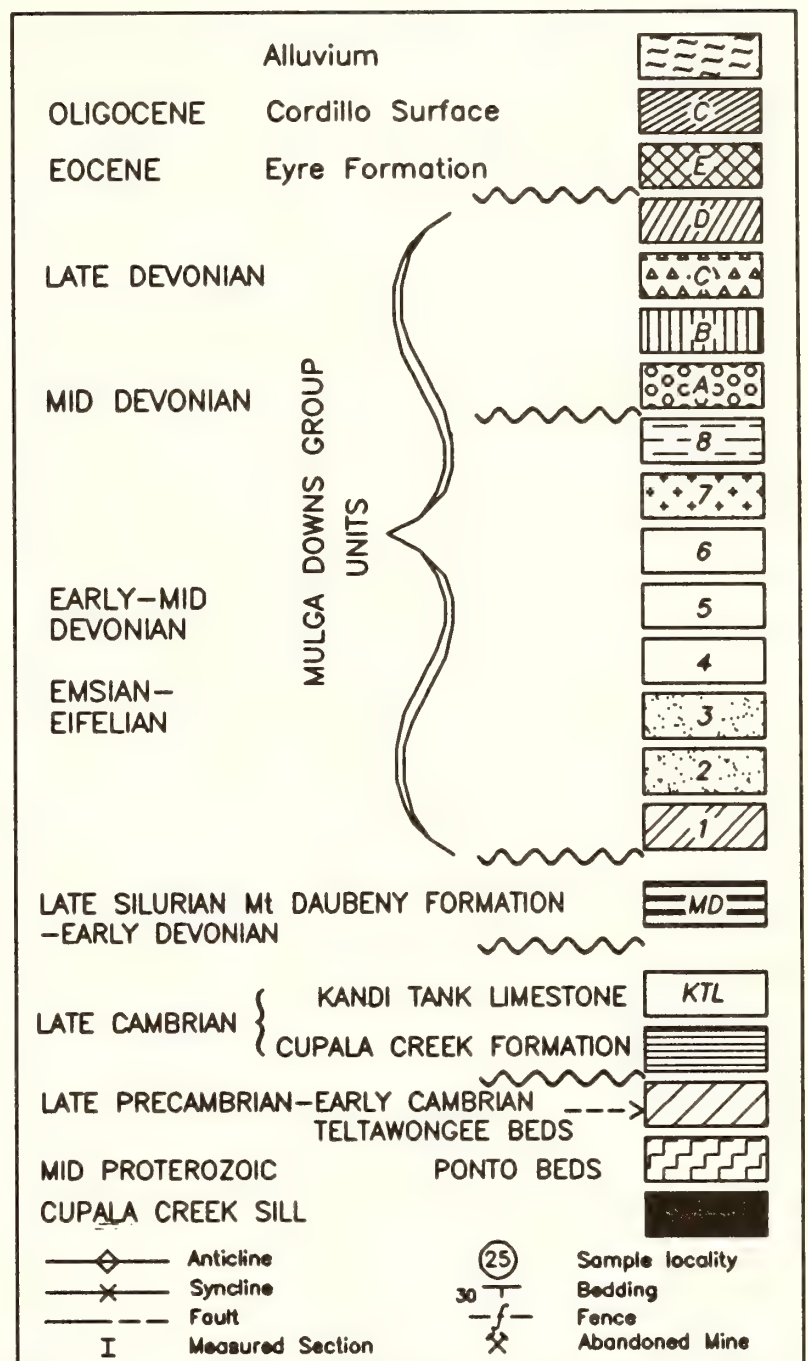 Alluvium
OLIGOCENE Cordillo Surface C
EOCENE Eyre Formation E
D
LATE DEVONIAN C
B
MID DEVONIAN A
MULGA DOWNS GROUP
UNITS
8
7
6
EARLY-MID
DEVONIAN
5
4
EMSIAN-
EIFELIAN
3
2
1
LATE SILURIAN Mt DAUBENY FORMATION MD
-EARLY DEVONIAN
KANDI TANK LIMESTONE KTL
LATE CAMBRIAN
CUPALA CREEK FORMATION
LATE PRECAMBRIAN-EARLY CAMBRIAN
TELTAWONGEE BEDS
MID PROTEROZOIC PONTO BEDS
CUPALA CREEK SILL
Anticline 25 Sample locality
Syncline 30 Bedding
Fault f Fence
I Measured Section Abandoned Mine